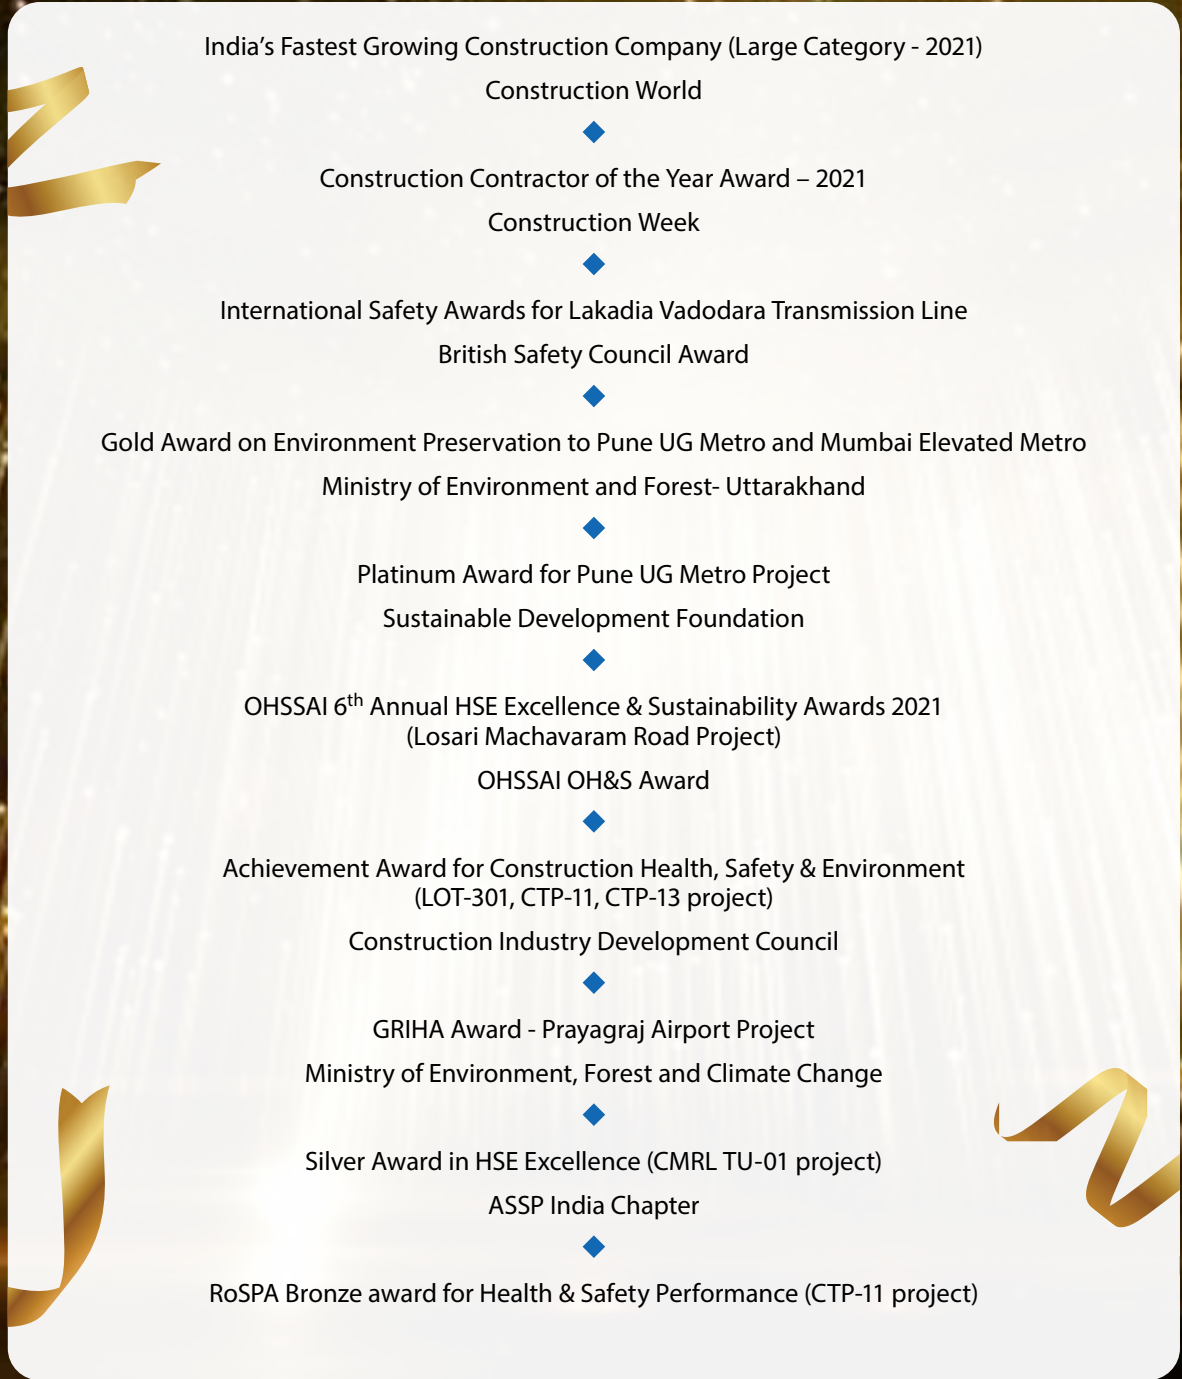 India’s Fastest Growing Construction Company (Large Category - 2021)
Construction World
Construction Contractor of the Year Award – 2021
Construction Week
International Safety Awards for Lakadia Vadodara Transmission Line
British Safety Council Award
Gold Award on Environment Preservation to Pune UG Metro and Mumbai Elevated Metro
Ministry of Environment and Forest- Uttarakhand
Platinum Award for Pune UG Metro Project
Sustainable Development Foundation
OHSSAI 6th Annual HSE Excellence & Sustainability Awards 2021
(Losari Machavaram Road Project)
OHSSAI OH&S Award
Achievement Award for Construction Health, Safety & Environment
(LOT-301, CTP-11, CTP-13 project)
Construction Industry Development Council
GRIHA Award - Prayagraj Airport Project
Ministry of Environment, Forest and Climate Change
Silver Award in HSE Excellence (CMRL TU-01 project)
ASSP India Chapter
RoSPA Bronze award for Health & Safety Performance (CTP-11 project)